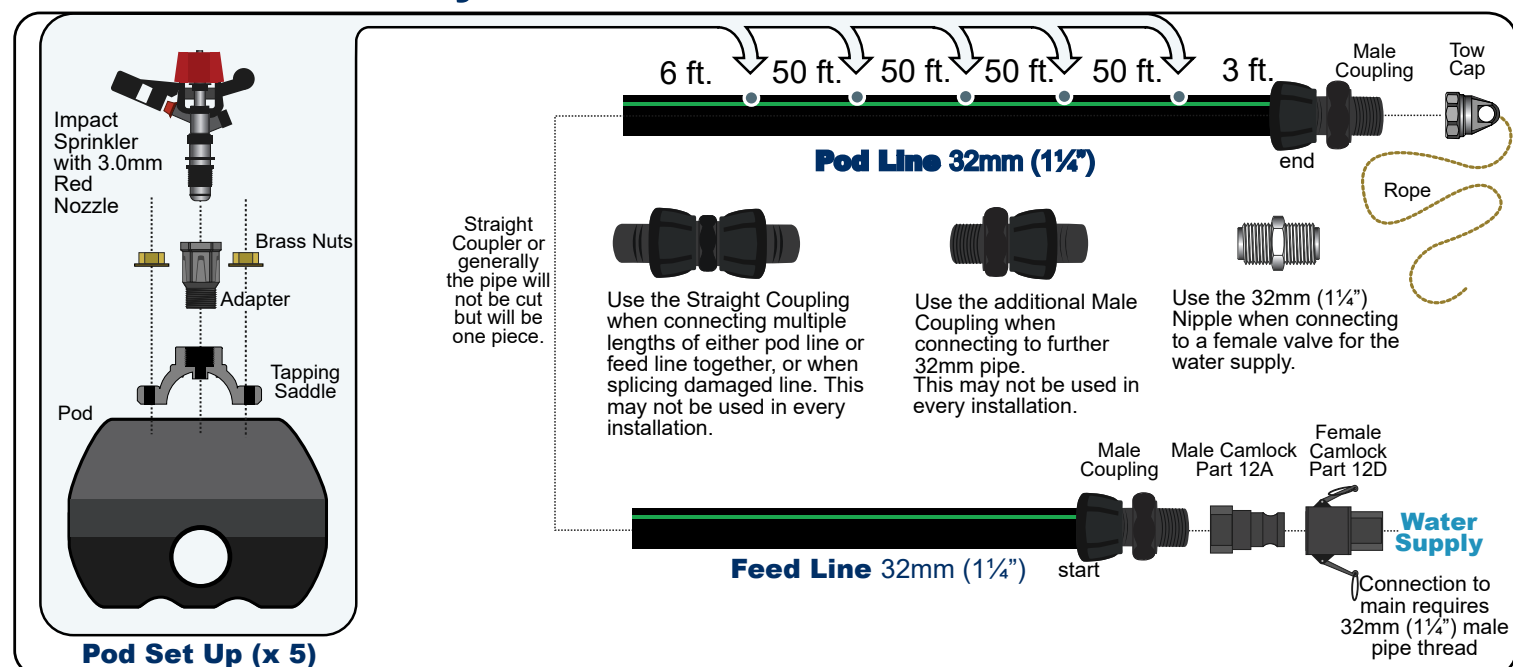 6 ft.
50 ft.
50 ft.
50 ft.
50 ft.
3 ft.
Male
Coupling
Tow
Cap
Impact
Sprinkler
with 3.0mm
Red
Nozzle
Brass Nuts
Adapter
Tapping
Saddle
Pod
Pod Set Up (x 5)
end
Pod Line 32mm (1¼”)
Rope
Straight
Coupler or
generally
the pipe will
not be cut
but will be
one piece.
Use the Straight Coupling
when connecting multiple
lengths of either pod line or
feed line together, or when
splicing damaged line. This
may not be used in every
installation.
Use the additional Male
Coupling when
connecting to further
32mm pipe.
This may not be used in
every installation.
Use the 32mm (1¼”)
Nipple when connecting
to a female valve for the
water supply.
Male
Coupling
Male Camlock
Part 12A
Female
Camlock
Part 12D
Water
Supply
Feed Line 32mm (1¼”)
start
Connection to
main requires
32mm (1¼”) male
pipe thread